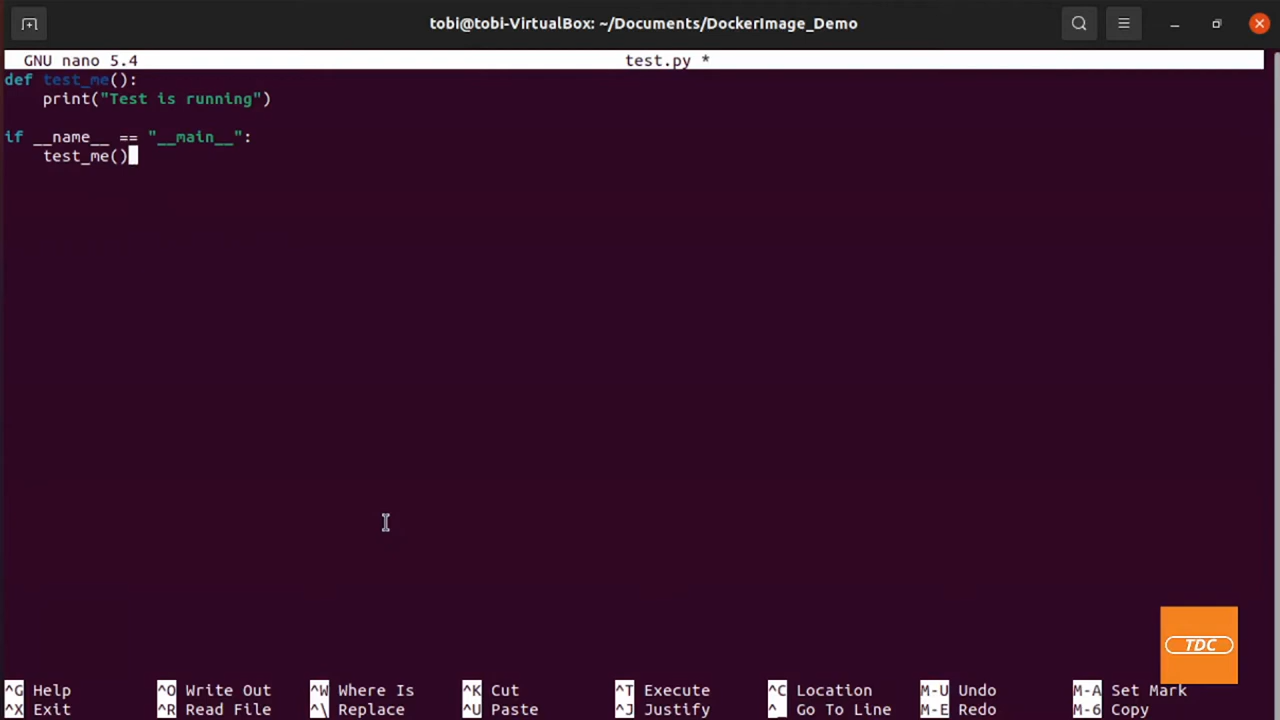 tobi@tobi-VirtualBox: ~/Documents/DockerImage_Demo
GNU nano 5.4 test.py *
def test_me():
    print("Test is running")
if __name__ == "__main__":
    test_me()
TDC
^G Help ^O Write Out ^W Where Is ^K Cut ^T Execute ^C Location M-U Undo M-A Set Mark
^X Exit ^R Read File ^\ Replace ^U Paste ^J Justify ^_ Go To Line M-E Redo M-6 Copy